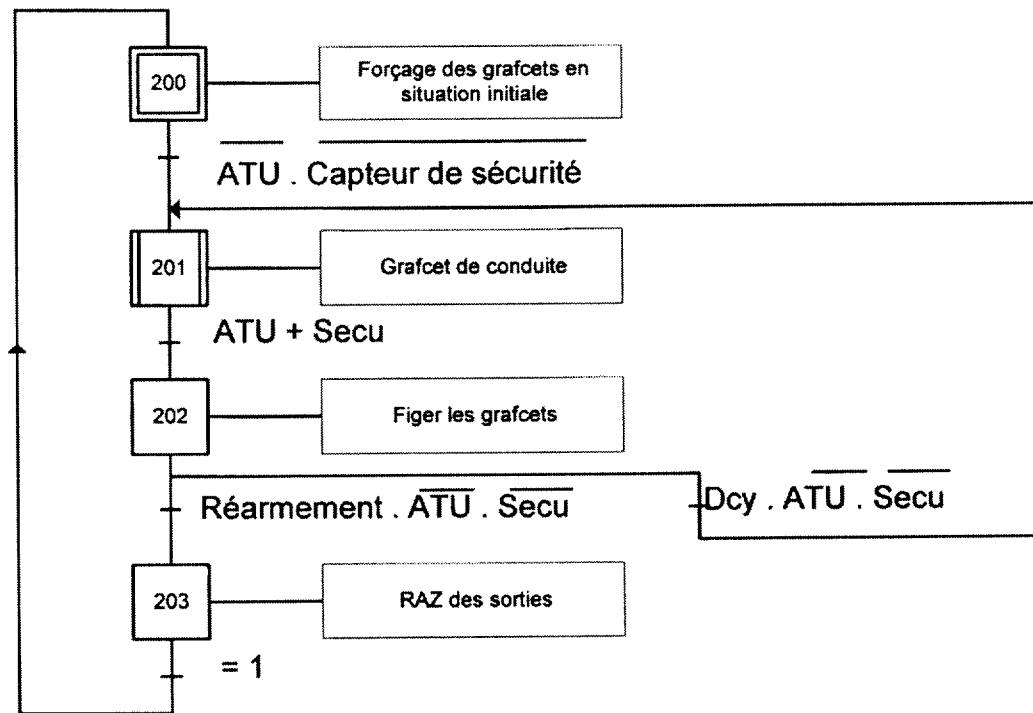 200
Forçage des grafcets en
situation initiale
ATU . Capteur de sécurité
201
Grafcet de conduite
ATU + Secu
202
Figer les grafcets
Réarmement . ATU . Secu
Dcy . ATU . Secu
203
RAZ des sorties
= 1